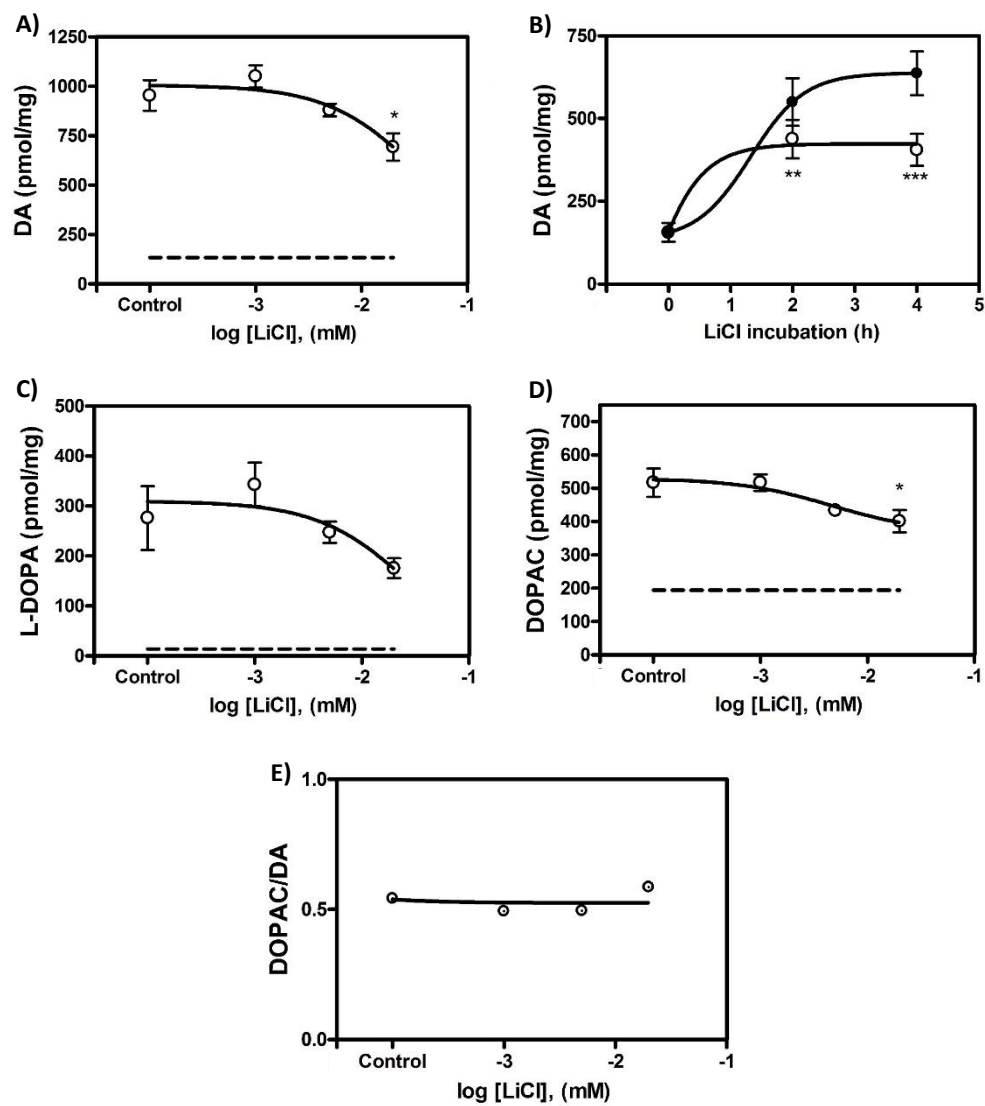 A)
1250
1000
750
500
250
0
DA (pmol/mg)
*
Control
-3
-2
-1
log [LiCl], (mM)
B)
750
500
250
0
DA (pmol/mg)
**
***
0
1
2
3
4
5
LiCl incubation (h)
C)
500
400
300
200
100
0
L-DOPA (pmol/mg)
Control
-3
-2
-1
log [LiCl], (mM)
D)
700
600
500
400
300
200
100
0
DOPAC (pmol/mg)
*
Control
-3
-2
-1
log [LiCl], (mM)
E)
1.0
0.5
0.0
DOPAC/DA
Control
-3
-2
-1
log [LiCl], (mM)